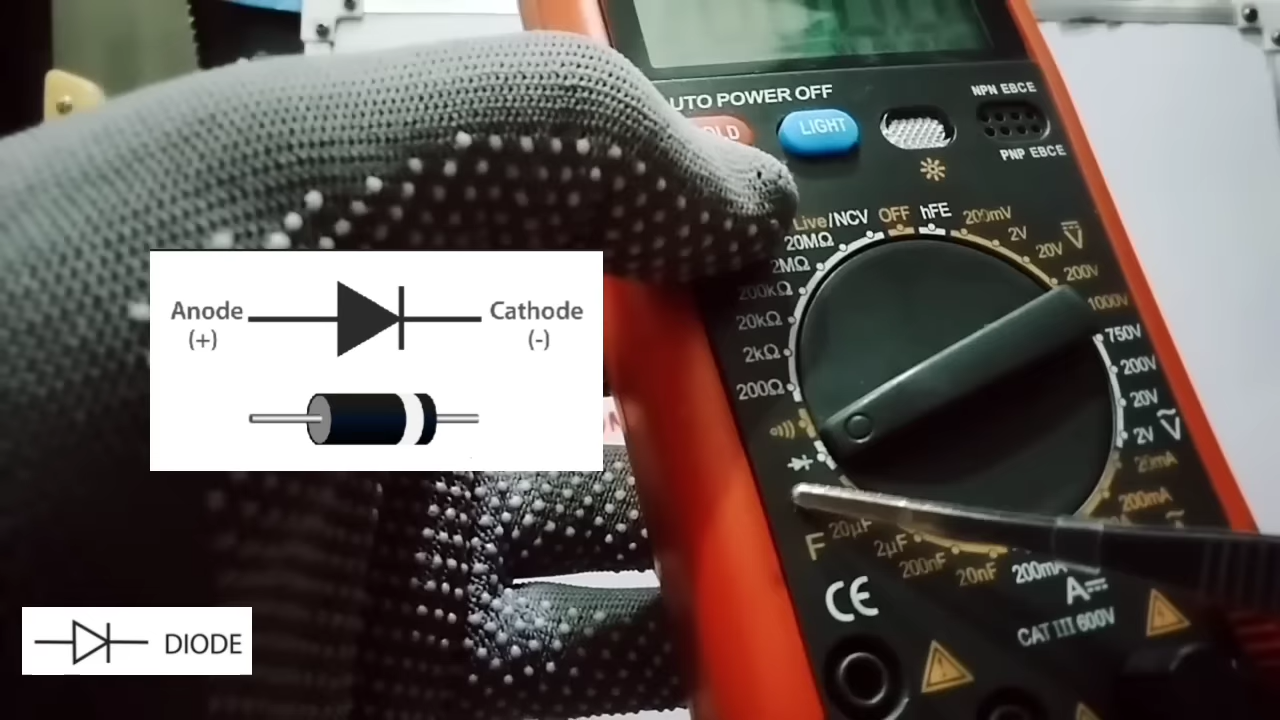 UTO POWER OFF
OLD
LIGHT
NPN EBCE
PNP EBCE
Live/NCV
OFF
hFE
200mV
2V
20V
200V
1000V
V
20MΩ
2MΩ
200kΩ
20kΩ
2kΩ
200Ω
750V
200V
20V
2V
V
20mA
200mA
F
20µF
2µF
200nF
20nF
200mA
A
CE
CAT III 600V
Anode
(+)
Cathode
(-)
DIODE